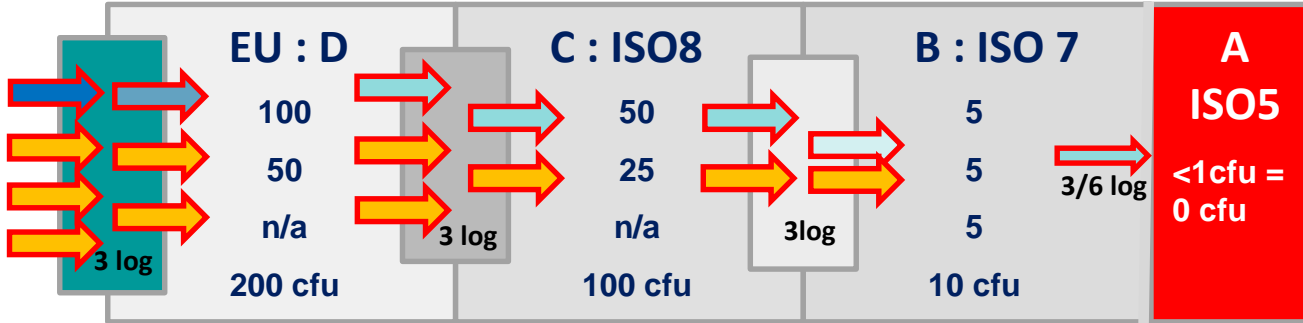 EU : D
100
50
n/a
200 cfu
3 log
C : ISO8
50
25
n/a
100 cfu
3 log
B : ISO 7
5
5
5
10 cfu
3log
3/6 log
A
ISO5
<1cfu =
0 cfu